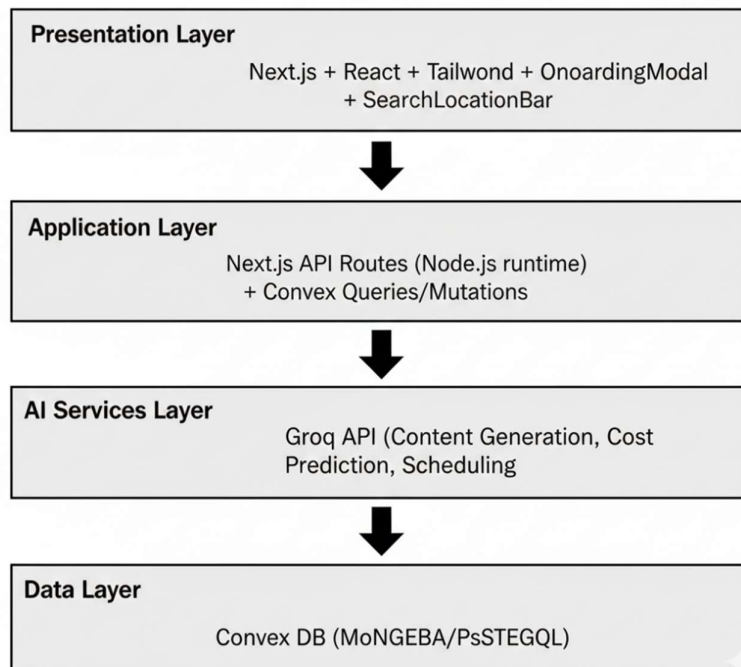 Presentation Layer
Next.js + React + Tailwond + OnoardingModal
+ SearchLocationBar
Application Layer
Next.js API Routes (Node.js runtime)
+ Convex Queries/Mutations
AI Services Layer
Groq API (Content Generation, Cost
Prediction, Scheduling
Data Layer
Convex DB (MoNGEBA/PsSTEGQL)